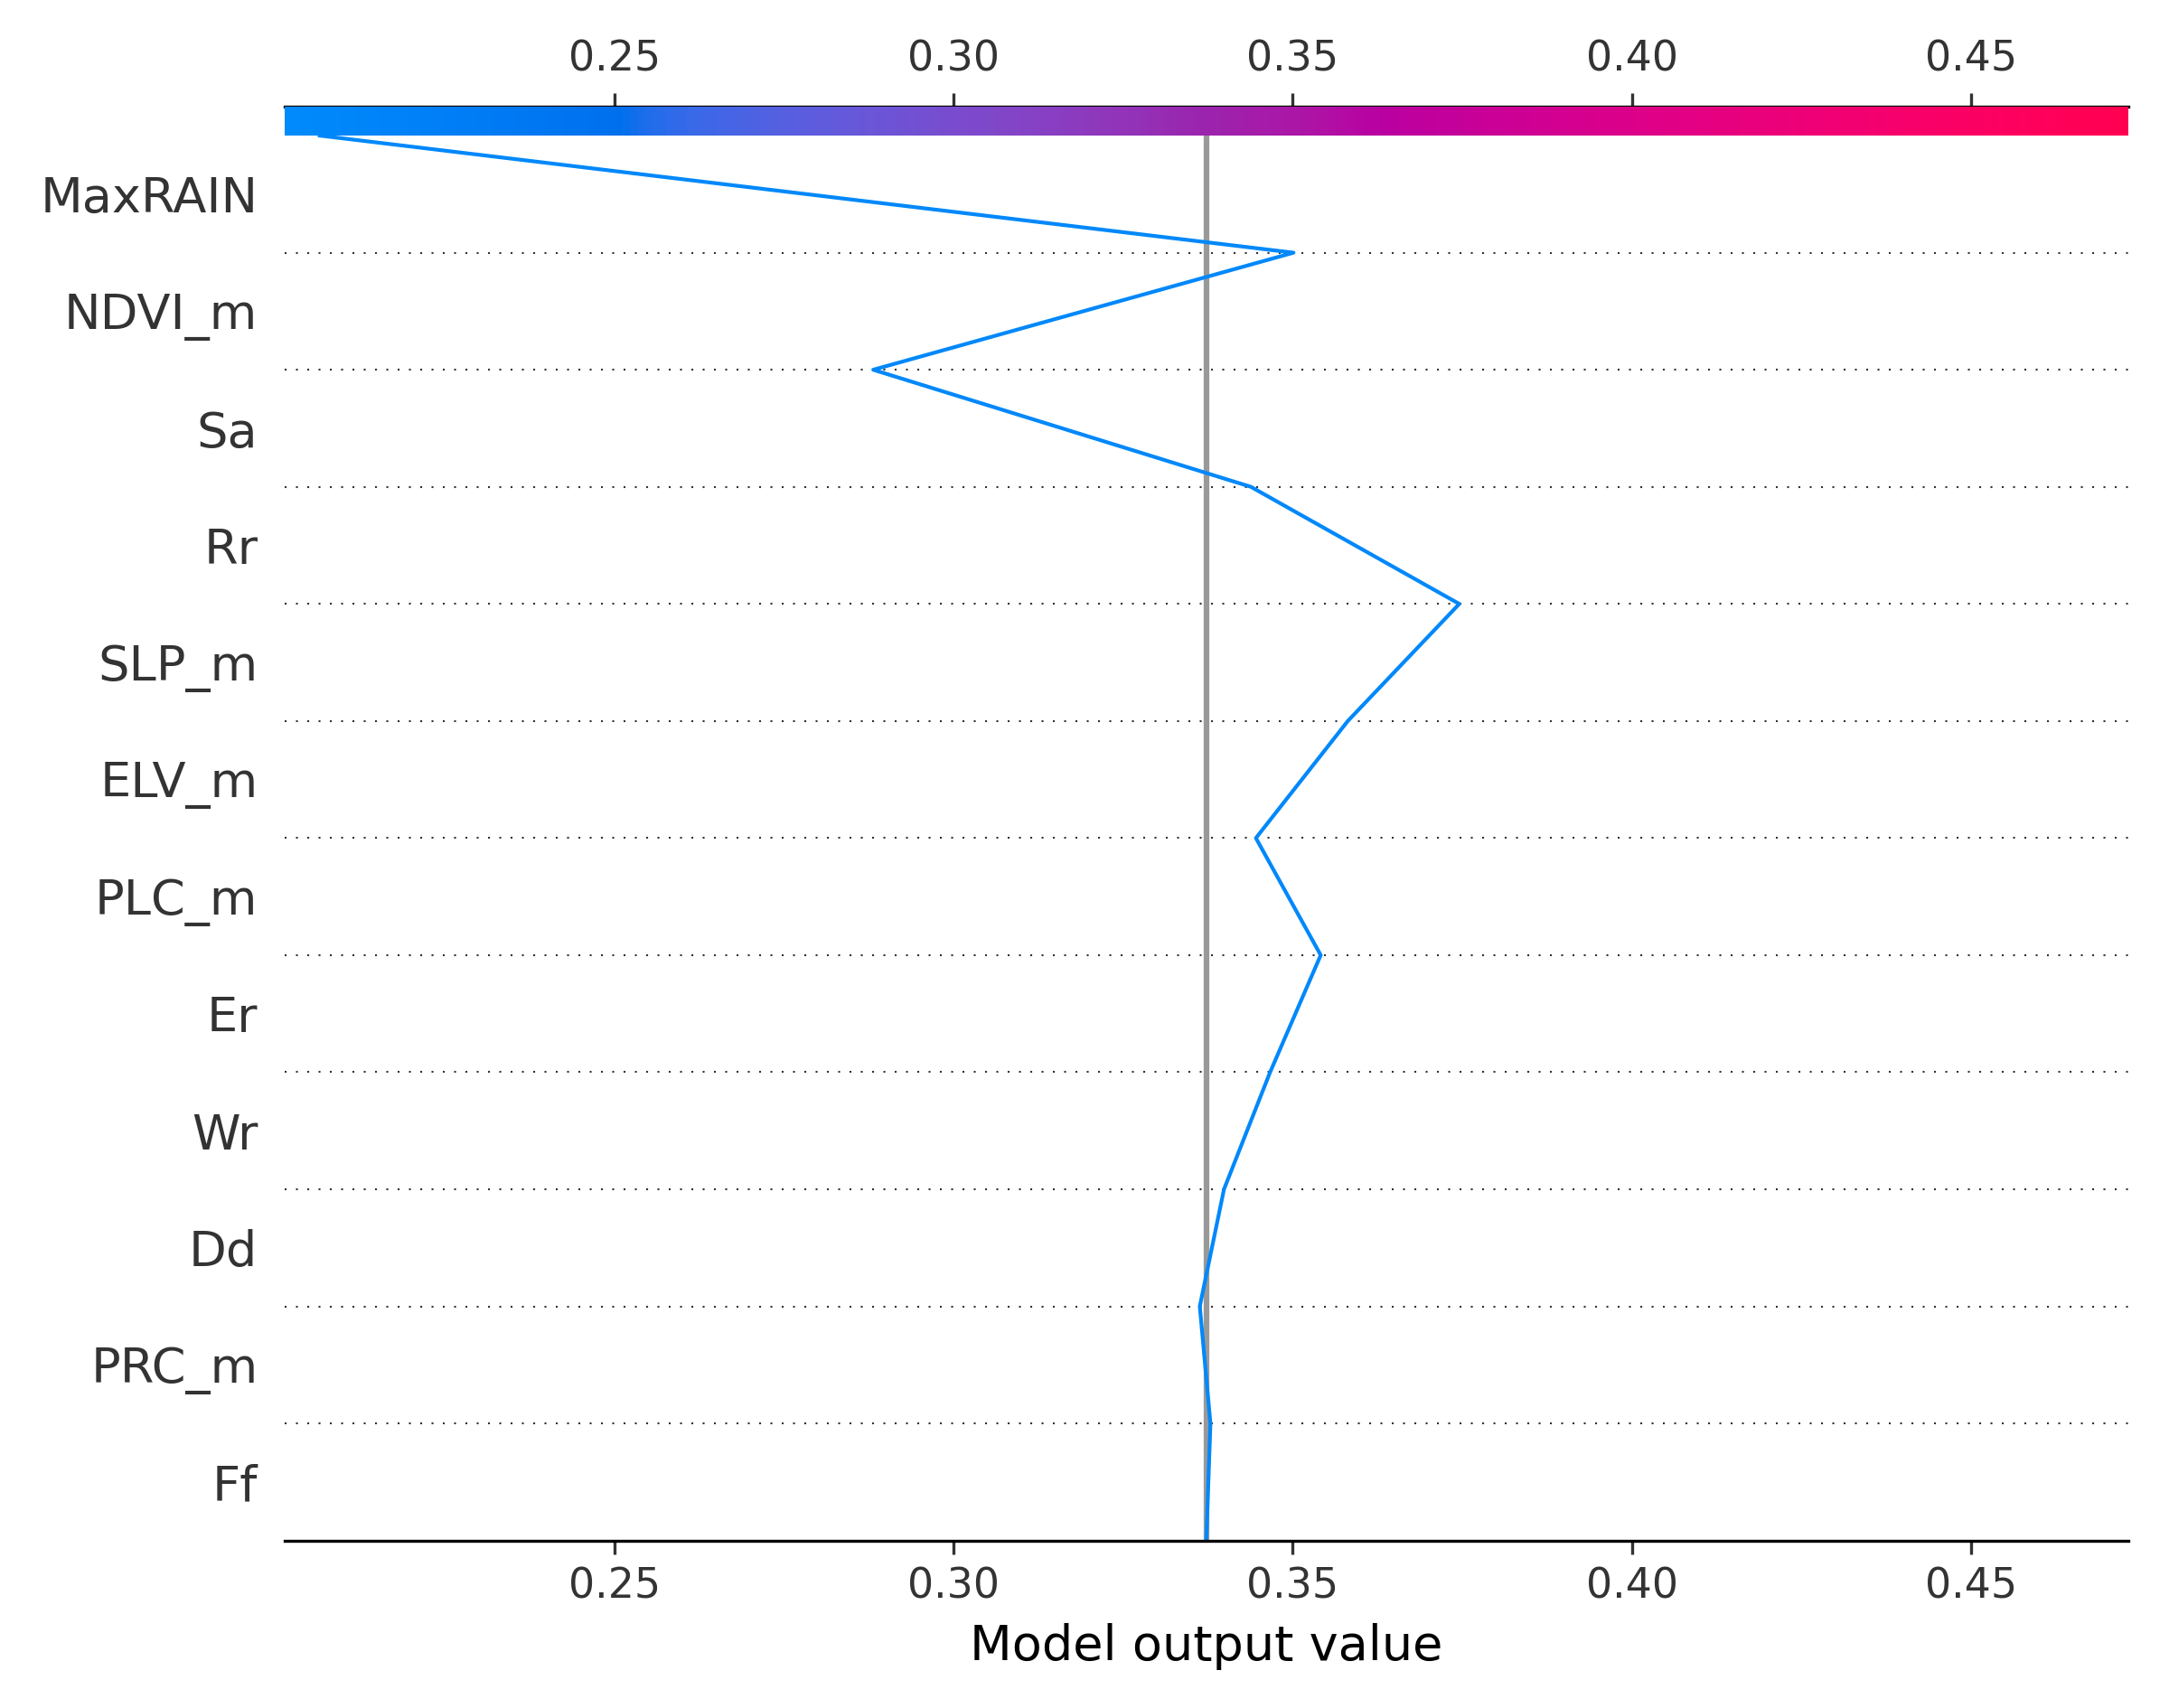 0.25 0.30 0.35 0.40 0.45
MaxRAIN
NDVI_m
Sa
Rr
SLP_m
ELV_m
PLC_m
Er
Wr
Dd
PRC_m
Ff
0.25 0.30 0.35 0.40 0.45
Model output value